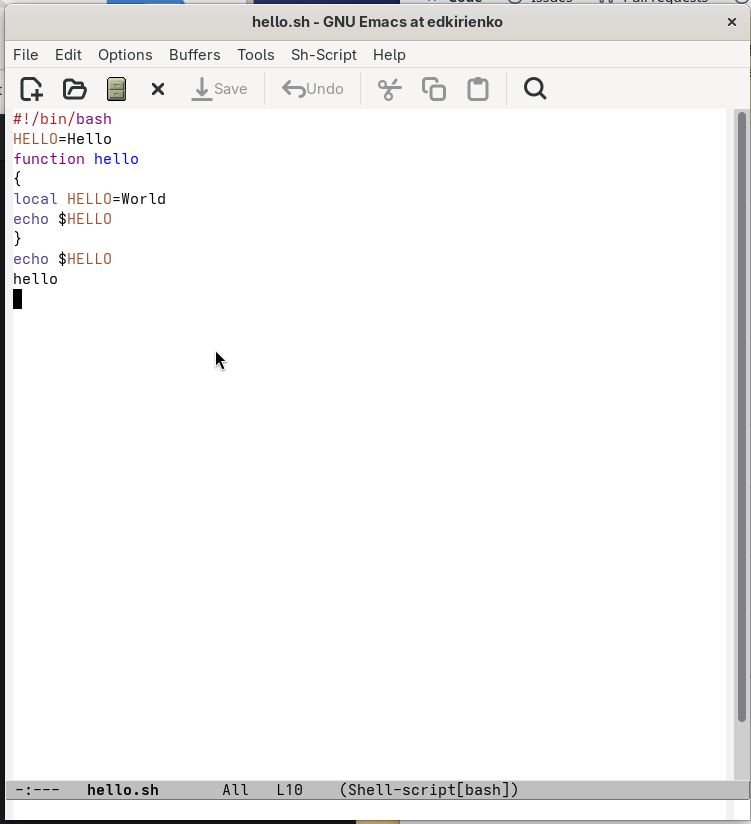 hello.sh - GNU Emacs at edkirienko
File Edit Options Buffers Tools Sh-Script Help
Save Undo
#!/bin/bash
HELLO=Hello
function hello
{
local HELLO=World
echo $HELLO
}
echo $HELLO
hello
-:--- hello.sh All L10 (Shell-script[bash])